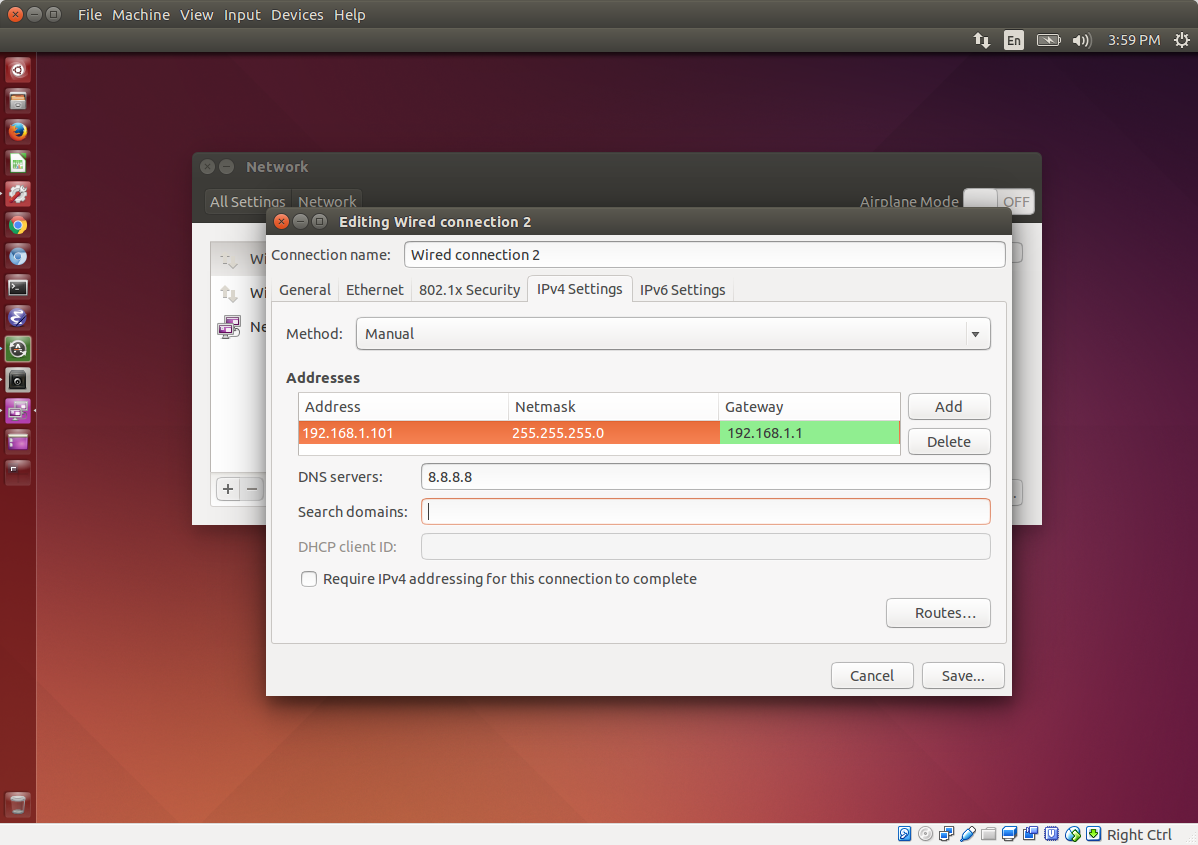 File Machine View Input Devices Help
En 3:59 PM
Network
All Settings Network Airplane Mode OFF
Editing Wired connection 2
Connection name: Wired connection 2
General Ethernet 802.1x Security IPv4 Settings IPv6 Settings
Wi
Wi
Ne
Method: Manual
Addresses
Address Netmask Gateway
192.168.1.101 255.255.255.0 192.168.1.1
Add
Delete
DNS servers: 8.8.8.8
Search domains:
DHCP client ID:
Require IPv4 addressing for this connection to complete
Routes...
Cancel Save...
Right Ctrl